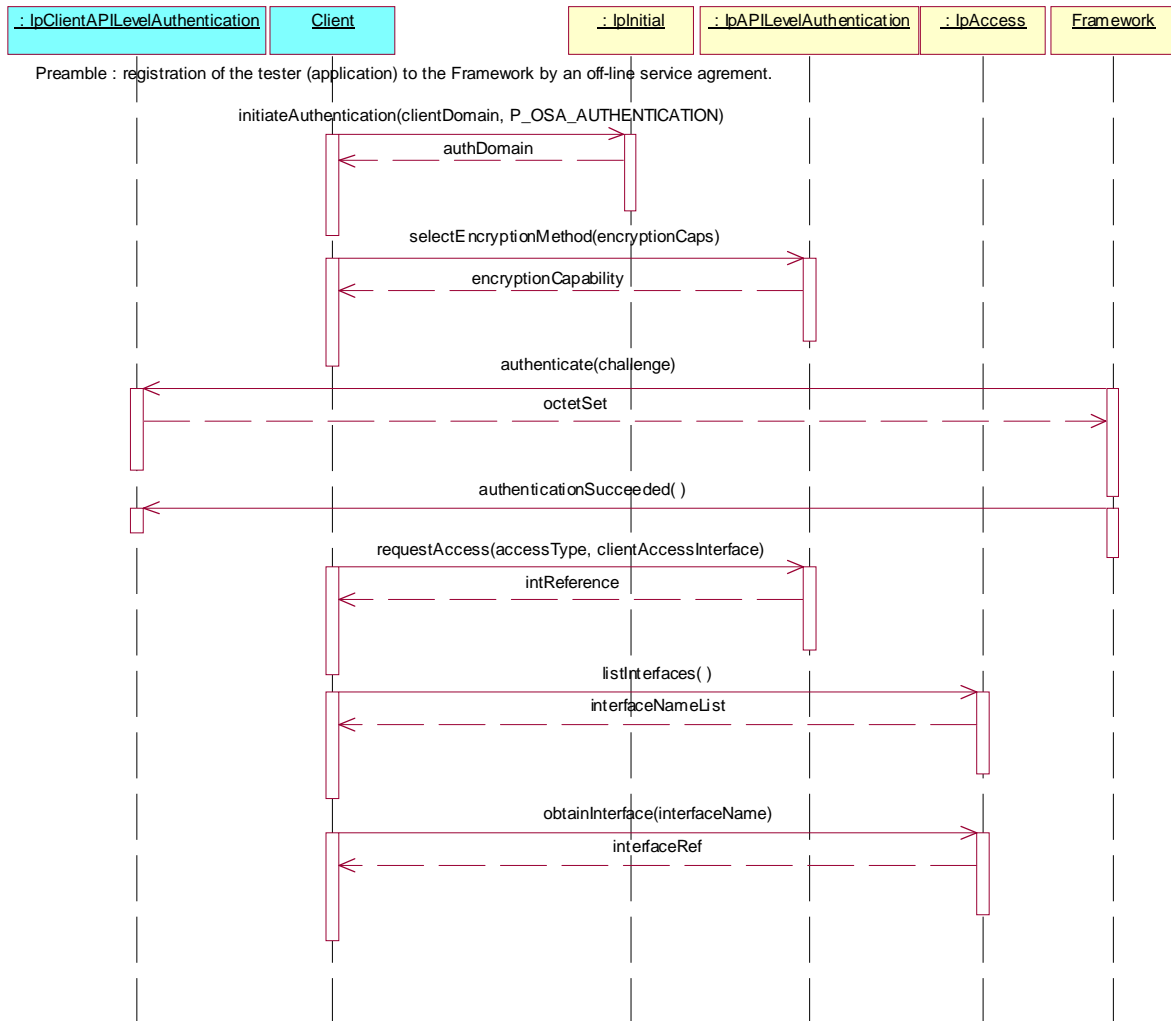 : IpClientAPILevelAuthentication
Client
: IpInitial
: IpAPILevelAuthentication
: IpAccess
Framework
Preamble : registration of the tester (application) to the Framework by an off-line service agrement.
initiateAuthentication(clientDomain, P_OSA_AUTHENTICATION)
authDomain
selectEncryptionMethod(encryptionCaps)
encryptionCapability
authenticate(challenge)
octetSet
authenticationSucceeded( )
requestAccess(accessType, clientAccessInterface)
intReference
listInterfaces( )
interfaceNameList
obtainInterface(interfaceName)
interfaceRef